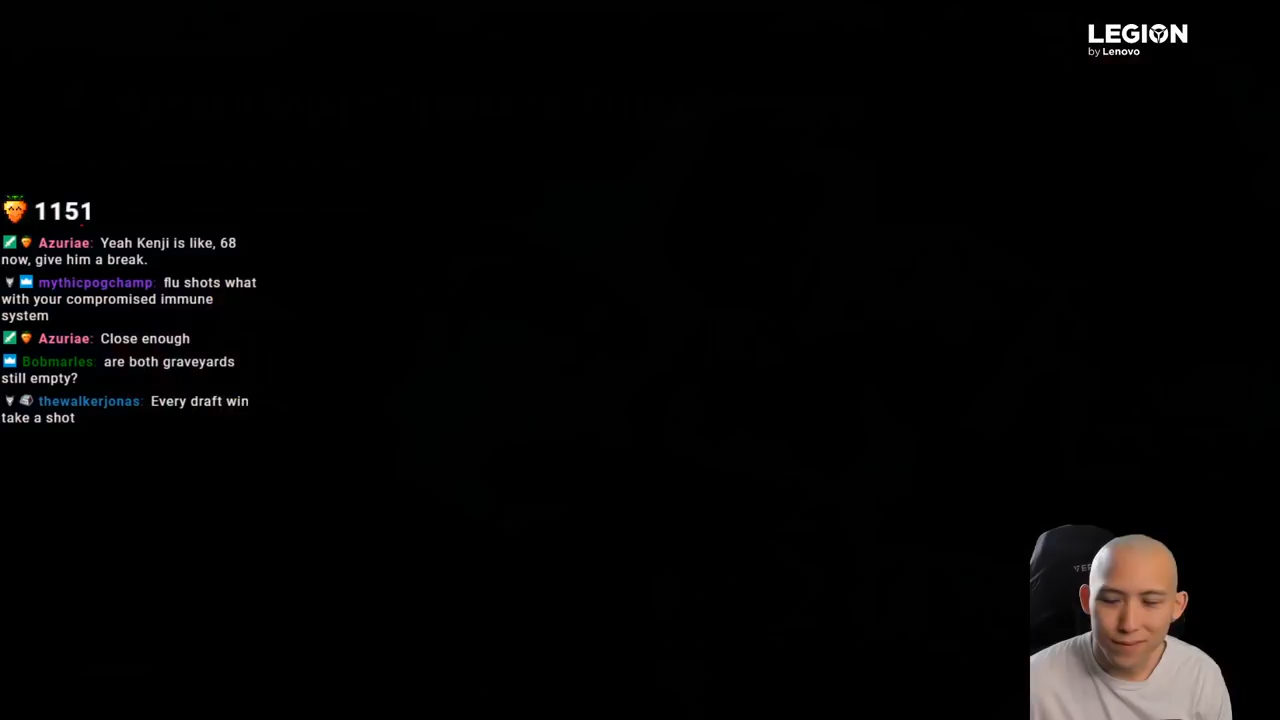 LEGION
by Lenovo
1151
Azuriae: Yeah Kenji is like, 68
now, give him a break.
mythicpogchamp: flu shots what
with your compromised immune
system
Azuriae: Close enough
Bobmarles: are both graveyards
still empty?
thewalkerjonas: Every draft win
take a shot